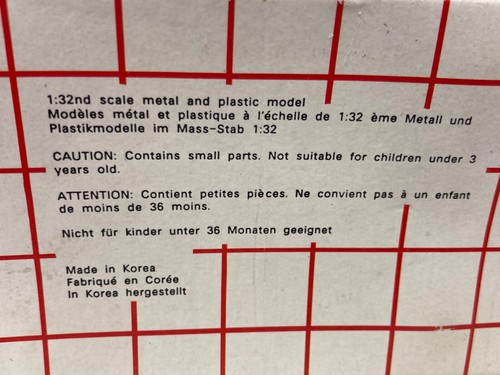 1:32nd scale metal and plastic model
Modèles métal et plastique à l'échelle de 1:32 ème Metall und
Plastikmodelle im Mass-Stab 1:32
CAUTION: Contains small parts. Not suitable for children under 3
years old.
ATTENTION: Contient petites pièces. Ne convient pas à un enfant
de moins de 36 moins.
Nicht für kinder unter 36 Monaten geeignet
Made in Korea
Fabriqué en Corée
In Korea hergestellt